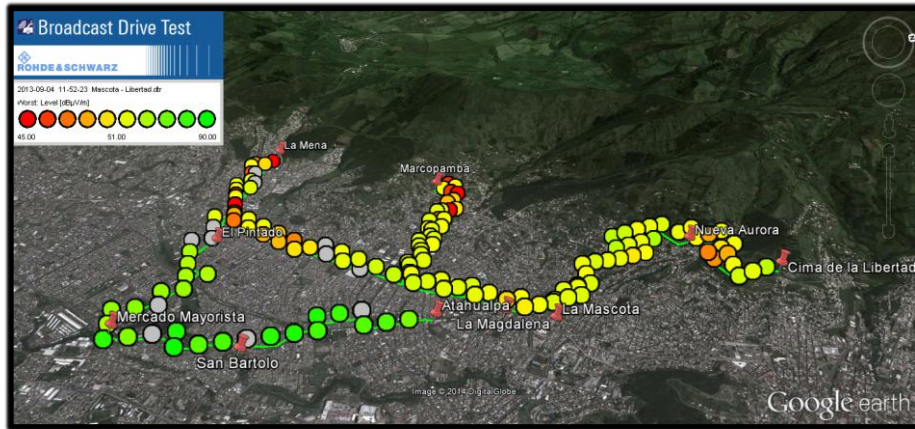 Broadcast Drive Test
ROHDE&SCHWARZ
2013-09-04 11-52-23 Mascota - Libertad.dtr
Worst: Level [dBµV/m]
45.00 51.00 90.00
La Mena
Marcopamba
El Pintado
Nueva Aurora
Cima de la Libertad
Mercado Mayorista
Atahualpa
La Mascota
La Magdalena
San Bartolo
Image © 2014 DigitalGlobe
Google earth